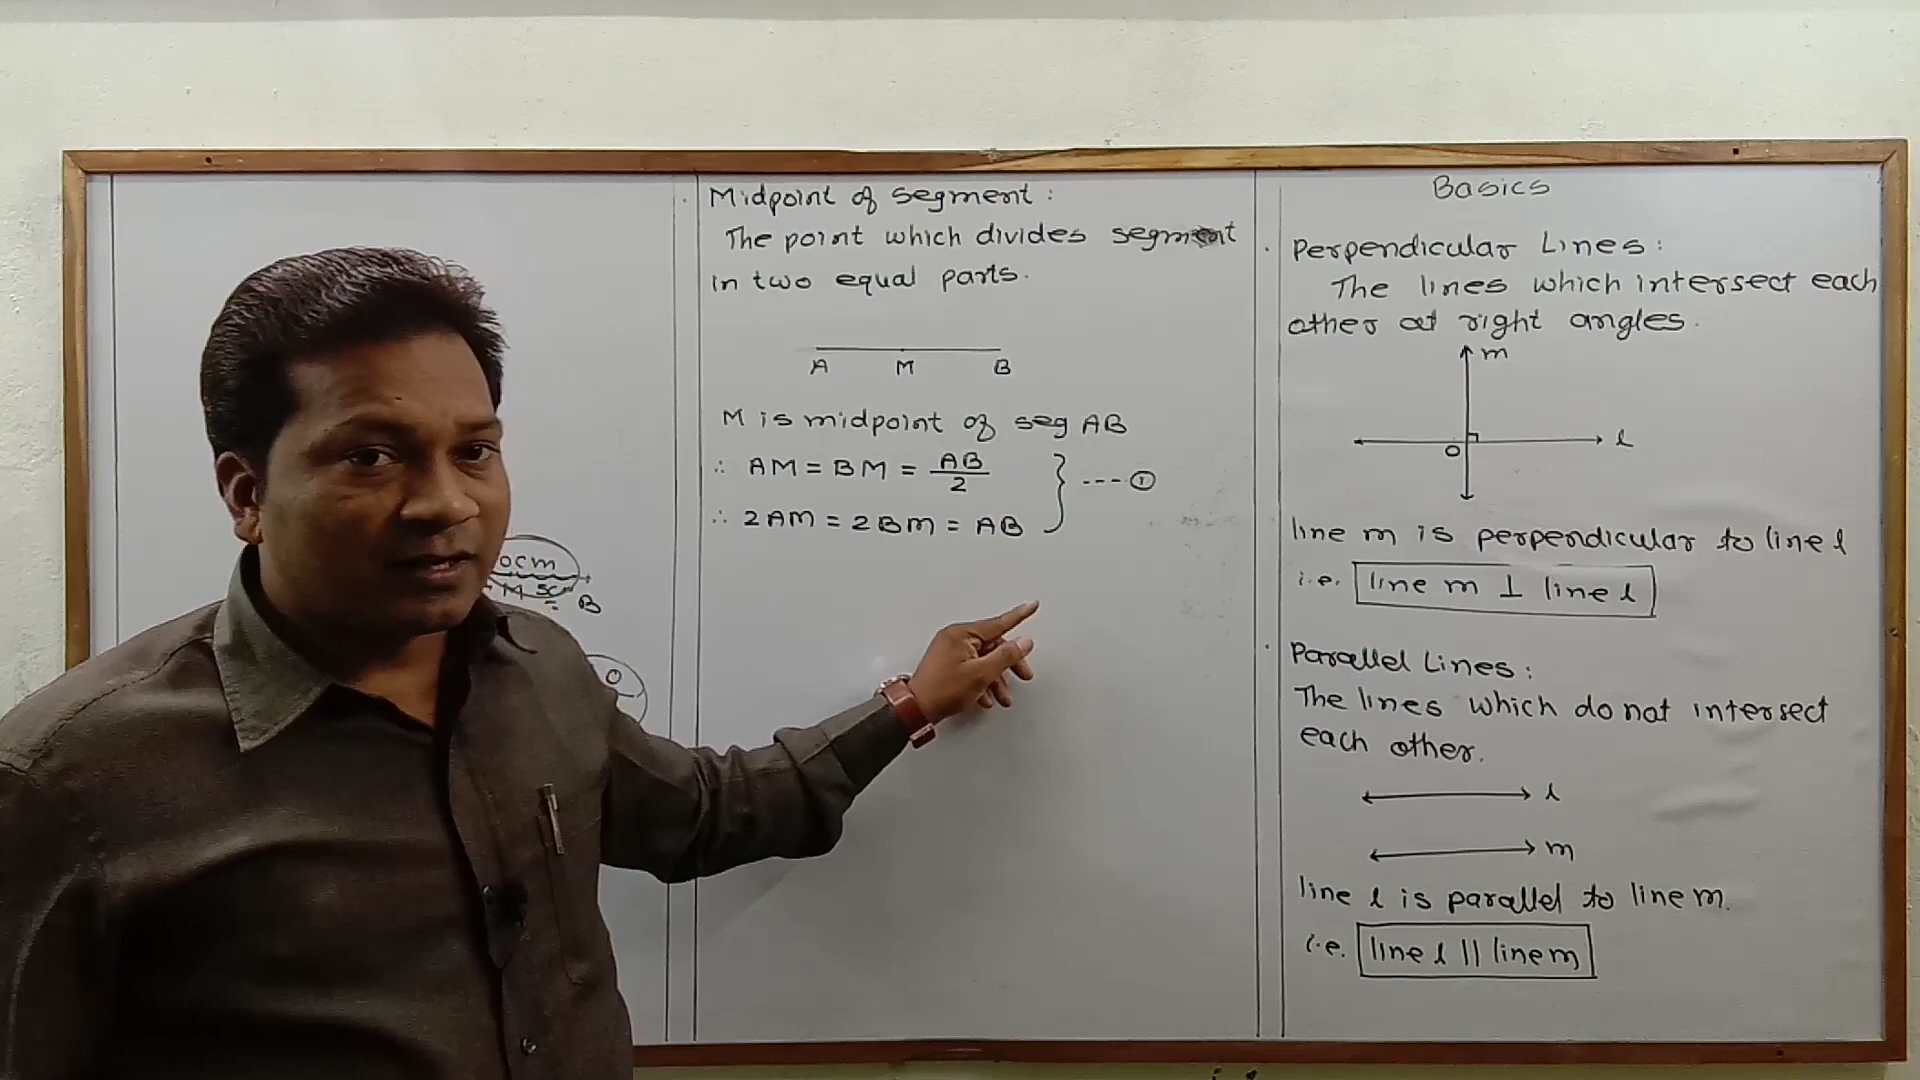 Midpoint of segment:
The point which divides segment
in two equal parts.
A M B
M is midpoint of seg AB
∴ AM = BM = AB/2
∴ 2AM = 2BM = AB } ----①
ocm
M 5c B
O
Basics
Perpendicular Lines:
The lines which intersect each
other at right angles.
m
l
O
line m is perpendicular to line l
i.e. line m ⊥ line l
Parallel Lines:
The lines which do not intersect
each other.
l
m
line l is parallel to line m.
i.e. line l || line m